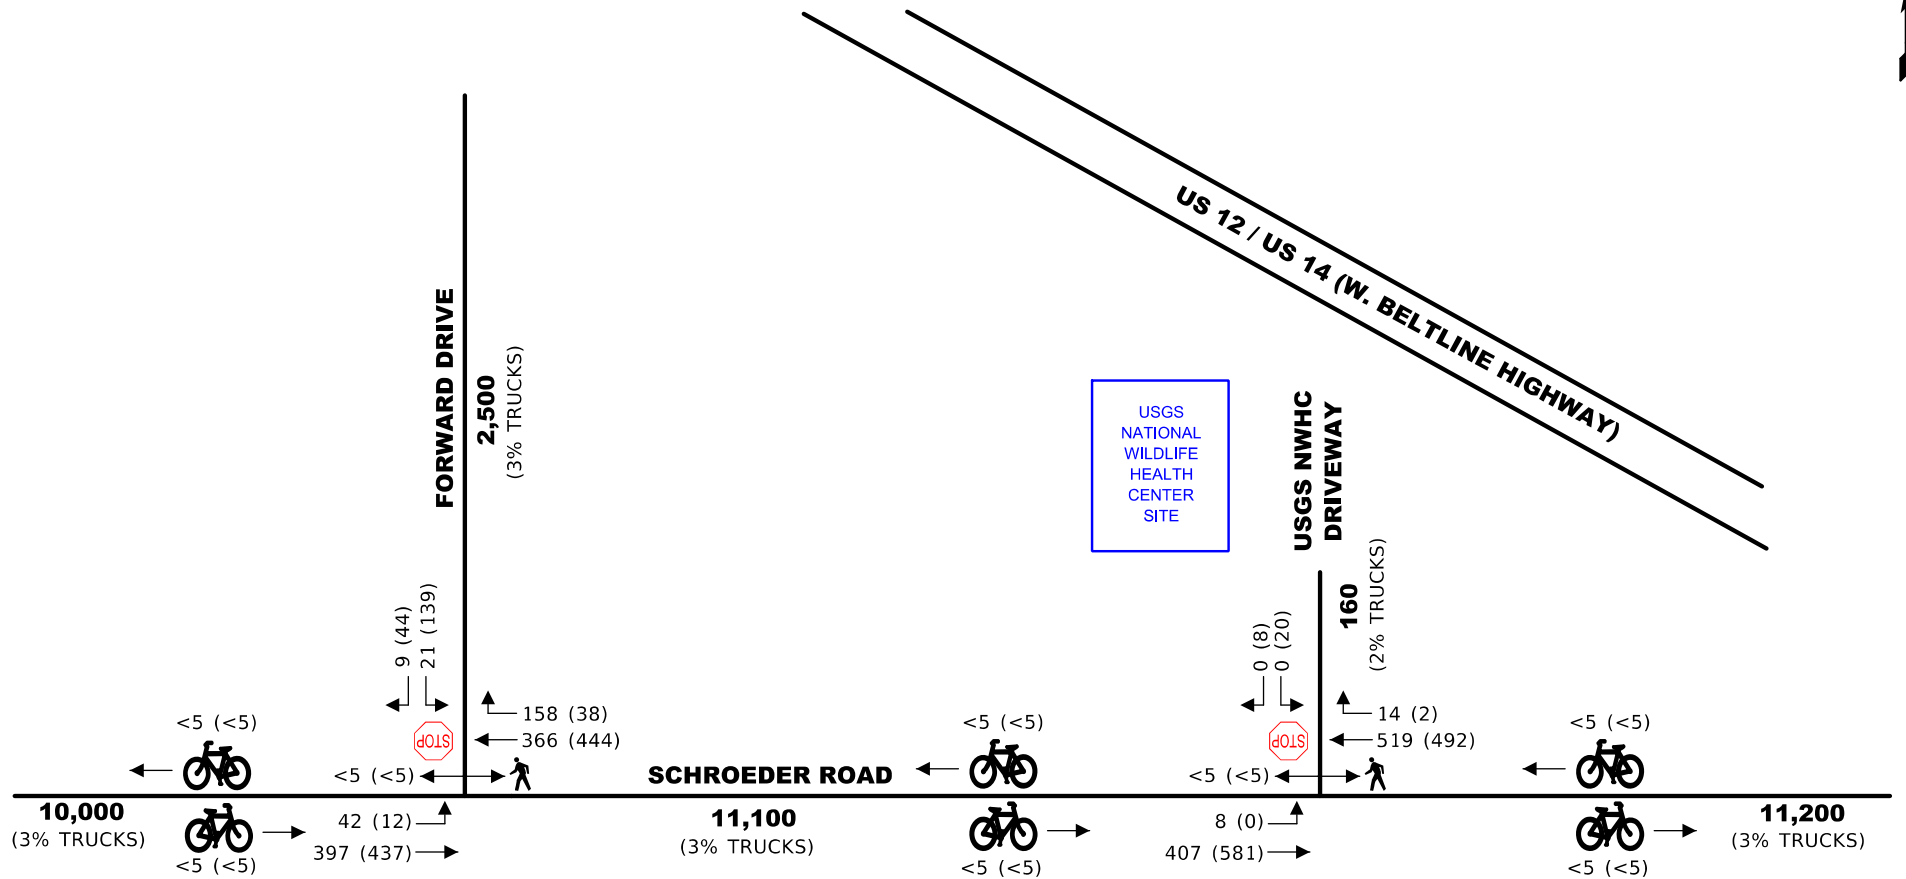 US 12 / US 14 (W. BELTLINE HIGHWAY)
FORWARD DRIVE
2,500
(3% TRUCKS)
USGS
NATIONAL
WILDLIFE
HEALTH
CENTER
SITE
USGS NWHC
DRIVEWAY
160
(2% TRUCKS)
9 (44)
21 (139)
0 (8)
0 (20)
158 (38)
366 (444)
14 (2)
519 (492)
STOP
STOP
<5 (<5)
<5 (<5)
<5 (<5)
<5 (<5)
<5 (<5)
SCHROEDER ROAD
10,000
(3% TRUCKS)
<5 (<5)
42 (12)
397 (437)
11,100
(3% TRUCKS)
<5 (<5)
8 (0)
407 (581)
<5 (<5)
11,200
(3% TRUCKS)